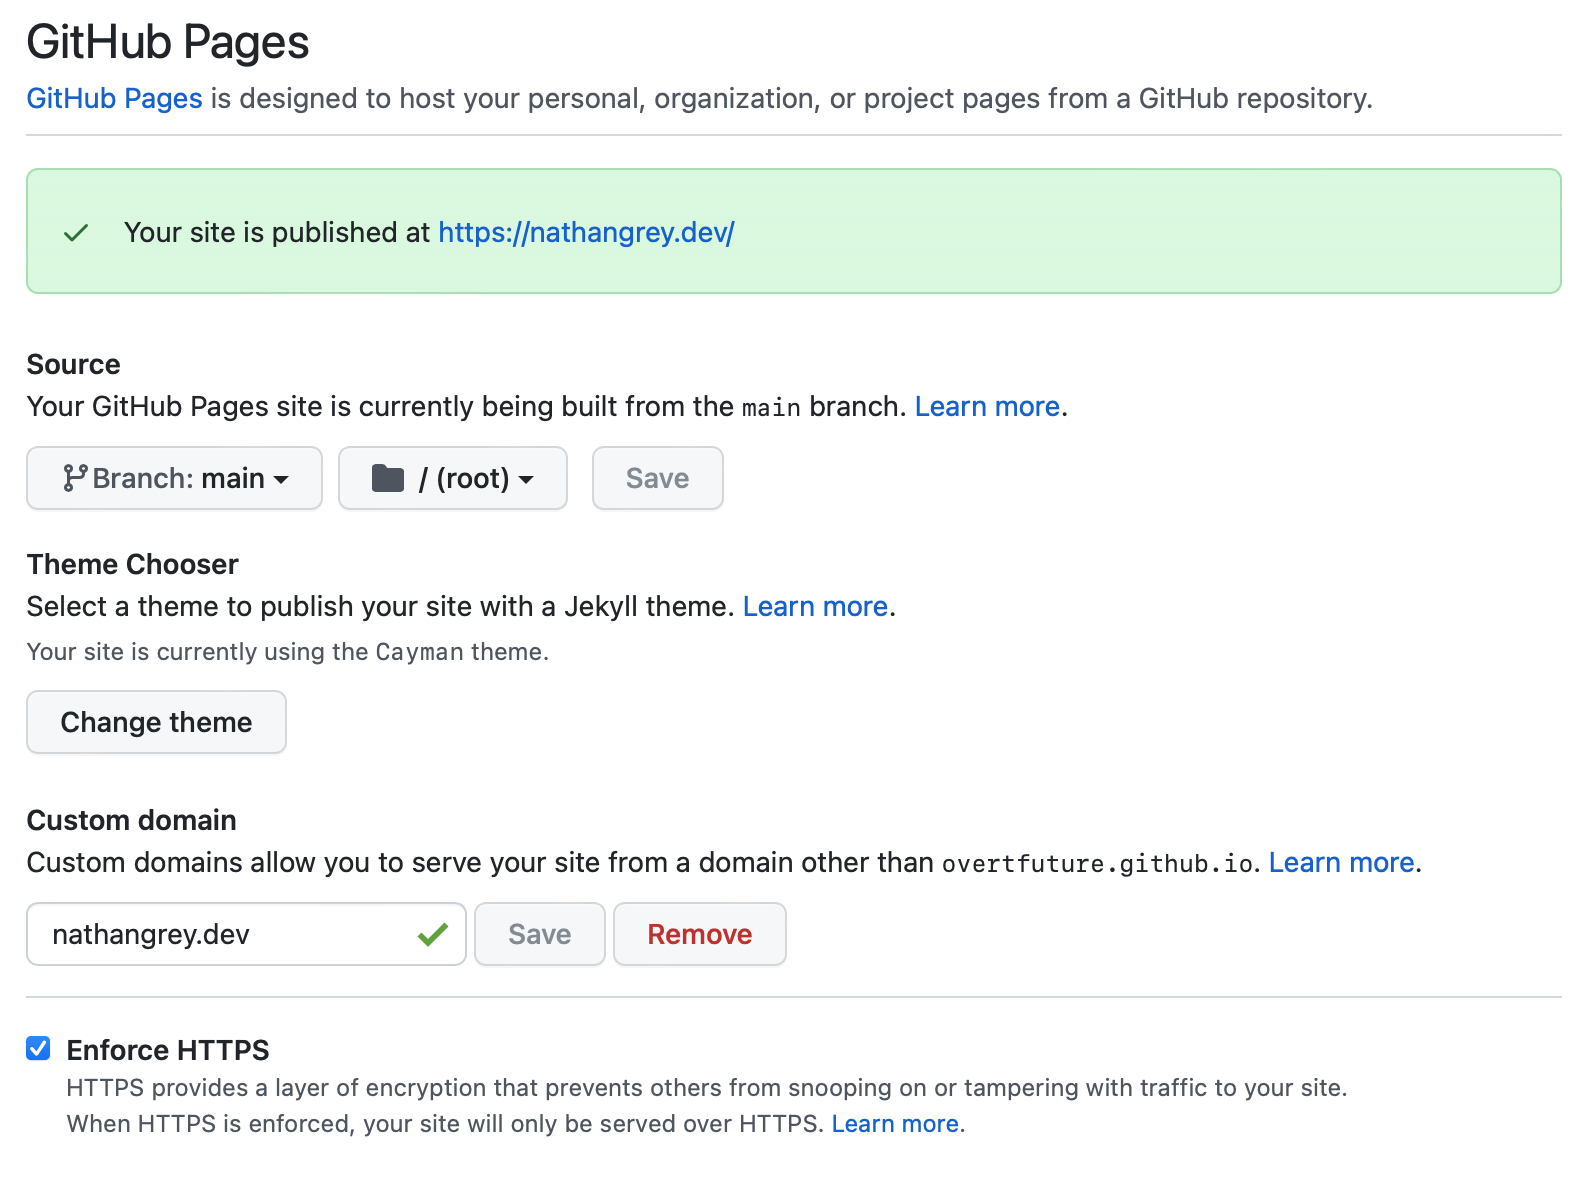 GitHub Pages
GitHub Pages is designed to host your personal, organization, or project pages from a GitHub repository.
Your site is published at https://nathangrey.dev/
Source
Your GitHub Pages site is currently being built from the main branch. Learn more.
Branch: main / (root) Save
Theme Chooser
Select a theme to publish your site with a Jekyll theme. Learn more.
Your site is currently using the Cayman theme.
Change theme
Custom domain
Custom domains allow you to serve your site from a domain other than overtfuture.github.io. Learn more.
nathangrey.dev Save Remove
Enforce HTTPS
HTTPS provides a layer of encryption that prevents others from snooping on or tampering with traffic to your site.
When HTTPS is enforced, your site will only be served over HTTPS. Learn more.